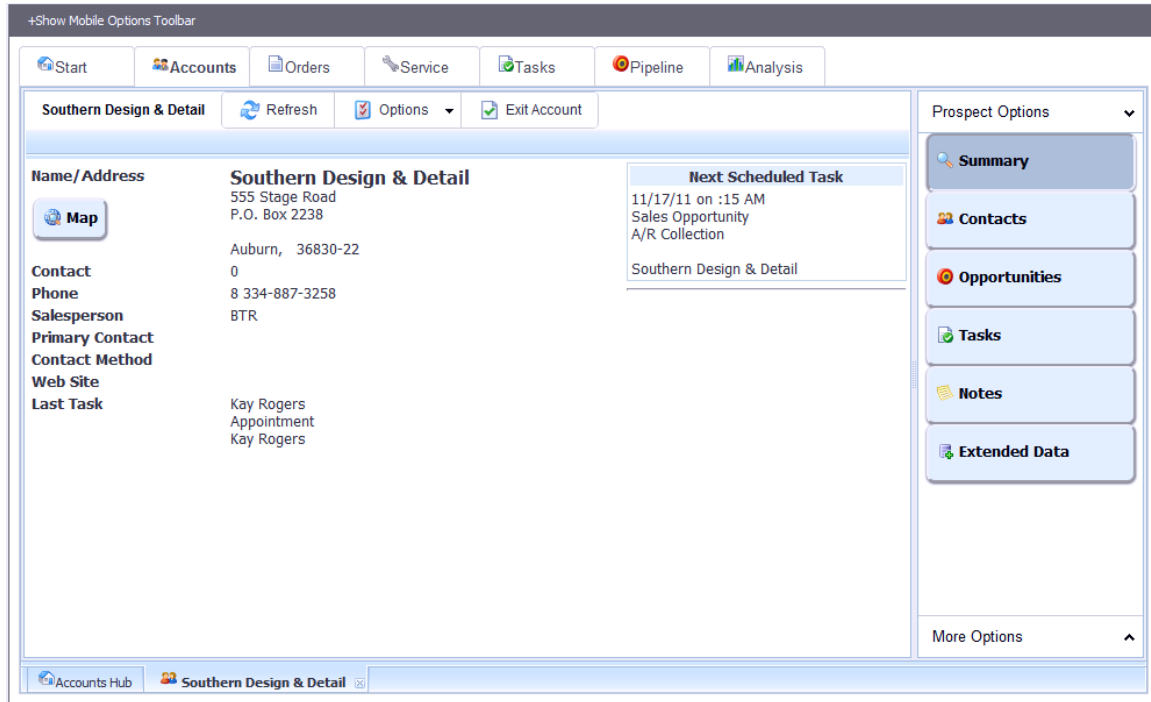 +Show Mobile Options Toolbar
Start Accounts Orders Service Tasks Pipeline Analysis
Southern Design & Detail Refresh Options Exit Account
Name/Address Southern Design & Detail
555 Stage Road
P.O. Box 2238
Map
Auburn, 36830-22
Contact 0
Phone 8 334-887-3258
Salesperson BTR
Primary Contact
Contact Method
Web Site
Last Task Kay Rogers
Appointment
Kay Rogers
Next Scheduled Task
11/17/11 on :15 AM
Sales Opportunity
A/R Collection
Southern Design & Detail
Prospect Options
Summary
Contacts
Opportunities
Tasks
Notes
Extended Data
More Options
Accounts Hub Southern Design & Detail